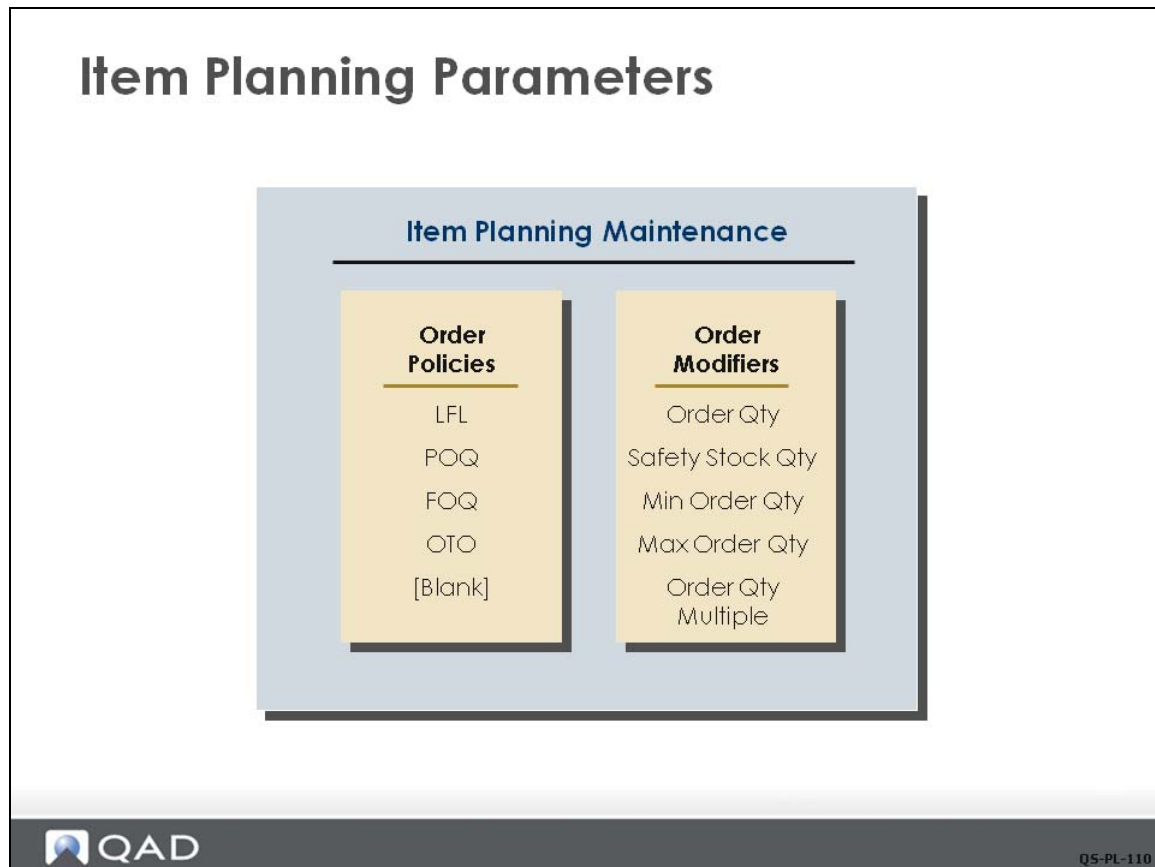 Item Planning Parameters
Item Planning Maintenance
Order
Policies
LFL
POQ
FOQ
OTO
[Blank]
Order
Modifiers
Order Qty
Safety Stock Qty
Min Order Qty
Max Order Qty
Order Qty
Multiple
QAD
QS-PL-110